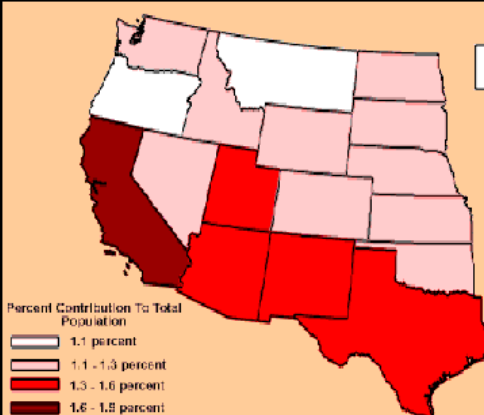 Percent Contribution To Total
Population
1.1 percent
1.1 - 1.3 percent
1.3 - 1.6 percent
1.6 - 1.9 percent